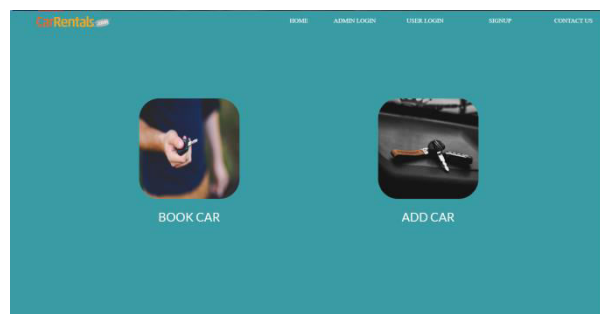 CarRentals
HOME ADMIN LOGIN USER LOGIN SIGNUP CONTACT US
BOOK CAR ADD CAR